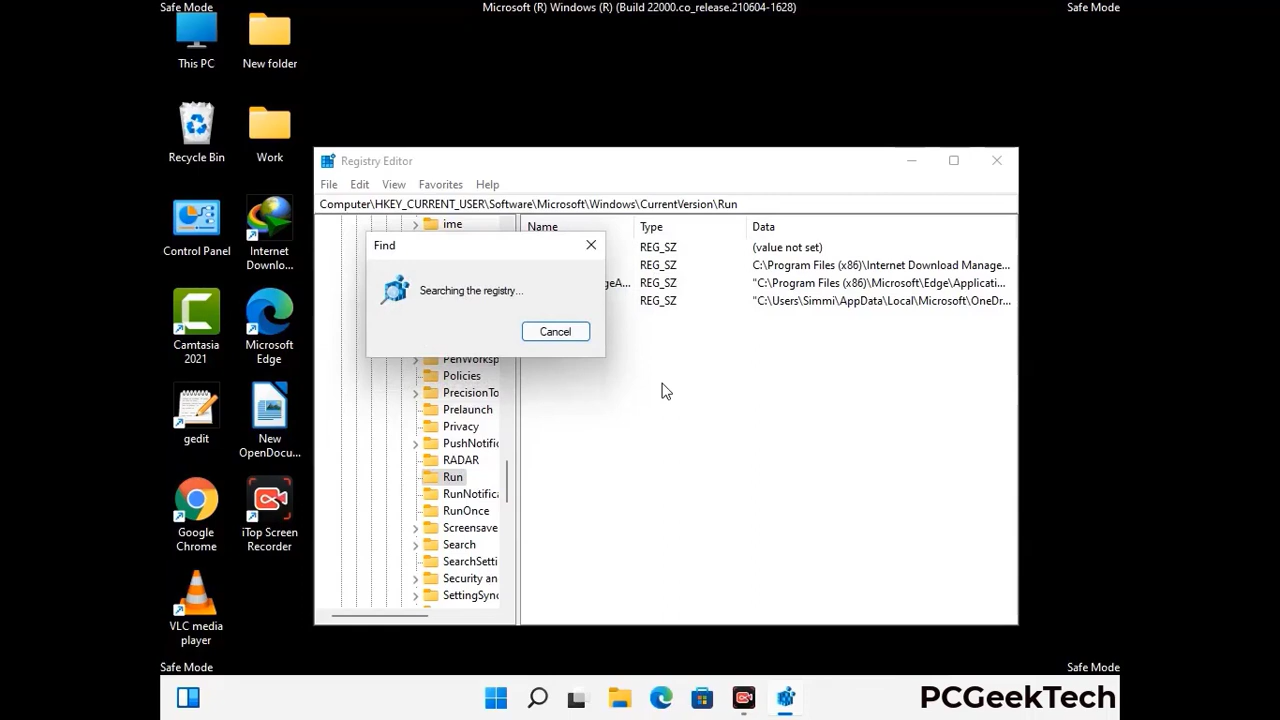 Safe Mode
Microsoft (R) Windows (R) (Build 22000.co_release.210604-1628)
Safe Mode
This PC
New folder
Recycle Bin
Work
Control Panel
Internet
Downlo...
Camtasia
2021
Microsoft
Edge
gedit
New
OpenDocu...
Google
Chrome
iTop Screen
Recorder
VLC media
player
Registry Editor
File Edit View Favorites Help
Computer\HKEY_CURRENT_USER\Software\Microsoft\Windows\CurrentVersion\Run
ime
PenWorksp
Policies
PrecisionTo
Prelaunch
Privacy
PushNotific
RADAR
Run
RunNotifica
RunOnce
Screensave
Search
SearchSetti
Security an
SettingSync
Name Type Data
REG_SZ (value not set)
REG_SZ C:\Program Files (x86)\Internet Download Manage...
geA... REG_SZ "C:\Program Files (x86)\Microsoft\Edge\Applicati...
REG_SZ "C:\Users\Simmi\AppData\Local\Microsoft\OneDr...
Find
Searching the registry...
Cancel
Safe Mode
Safe Mode
PCGeekTech